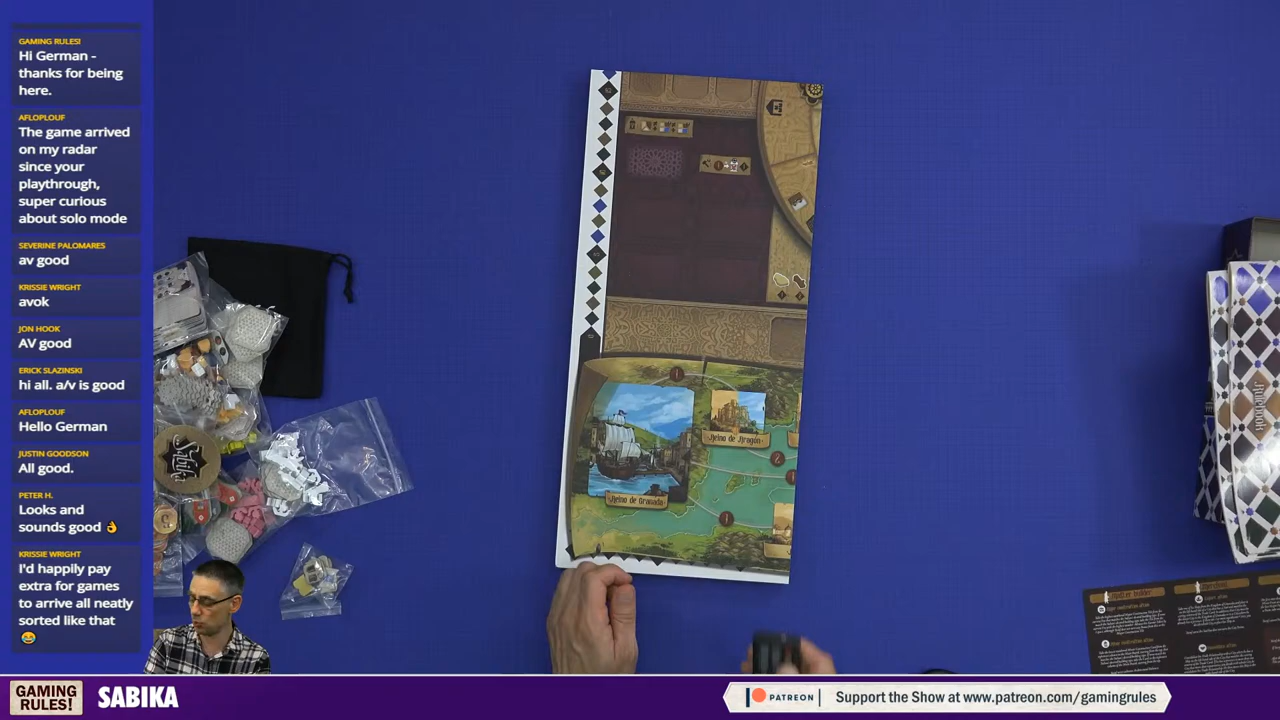 GAMING RULES!
Hi German -
thanks for being
here.
AFLOPLOUF
The game arrived
on my radar
since your
playthrough,
super curious
about solo mode
SEVERINE PALOMARES
av good
KRISSIE WRIGHT
avok
JON HOOK
AV good
ERICK SLAZINSKI
hi all. a/v is good
AFLOPLOUF
Hello German
JUSTIN GOODSON
All good.
PETER H.
Looks and
sounds good 👌
KRISSIE WRIGHT
I'd happily pay
extra for games
to arrive all neatly
sorted like that
😂
Reino de Aragón
Reino de Granada
Sabika
GAMING
RULES!
SABIKA
PATREON
Support the Show at www.patreon.com/gamingrules